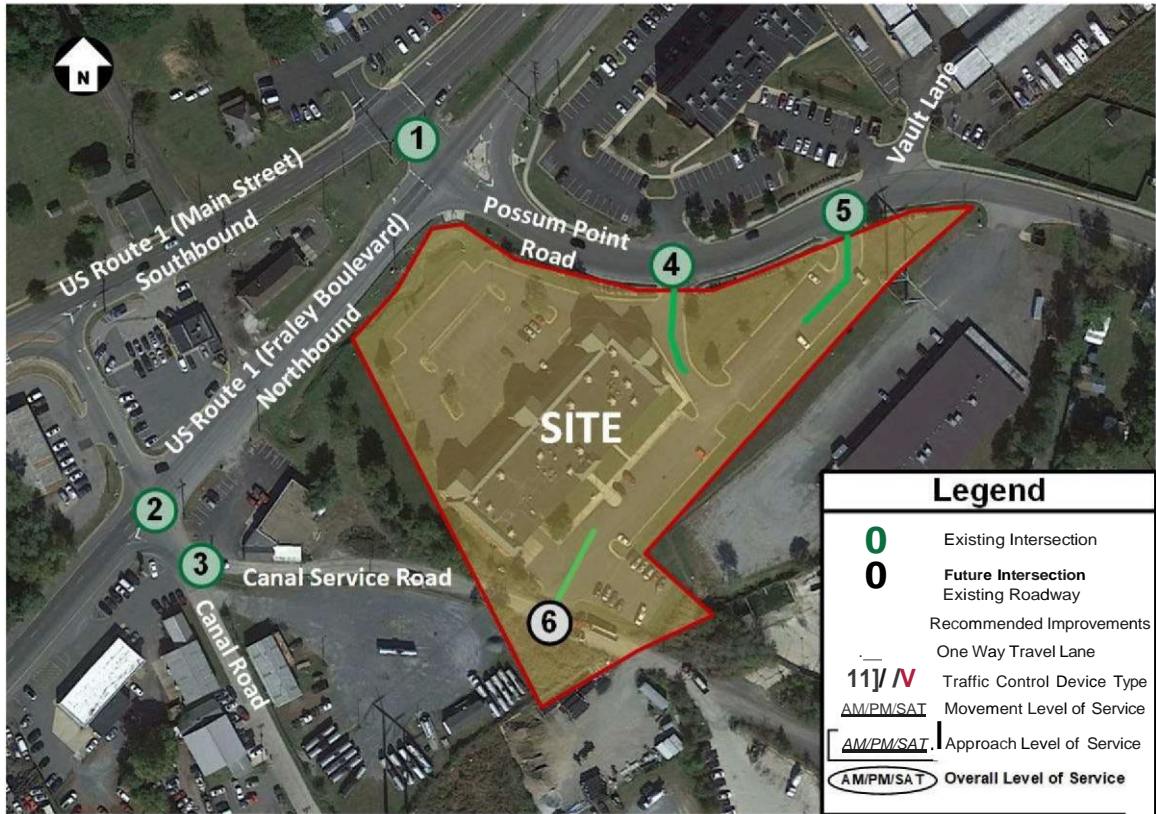 N
1
Vault Lane
US Route 1 (Main Street)
Southbound
5
Possum Point
Road
4
US Route 1 (Fraley Boulevard)
Northbound
SITE
2
3
Canal Service Road
Canal Road
6
Legend
0 Existing Intersection
0 Future Intersection
Existing Roadway
Recommended Improvements
One Way Travel Lane
11]/ /V Traffic Control Device Type
AM/PM/SAT Movement Level of Service
AM/PM/SAT. Approach Level of Service
AM/PM/SAT Overall Level of Service